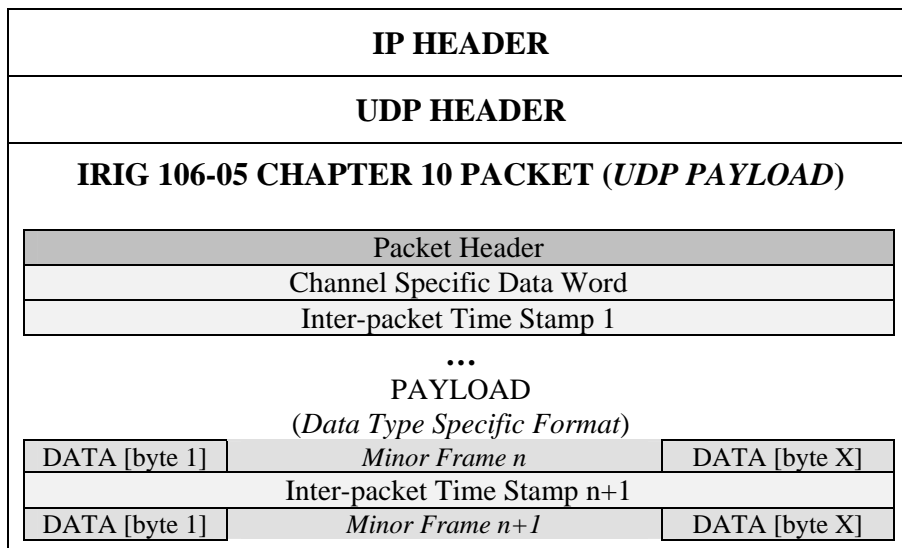 IP HEADER
UDP HEADER
IRIG 106-05 CHAPTER 10 PACKET (UDP PAYLOAD)
Packet Header
Channel Specific Data Word
Inter-packet Time Stamp 1
...
PAYLOAD
(Data Type Specific Format)
DATA [byte 1] Minor Frame n DATA [byte X]
Inter-packet Time Stamp n+1
DATA [byte 1] Minor Frame n+1 DATA [byte X]